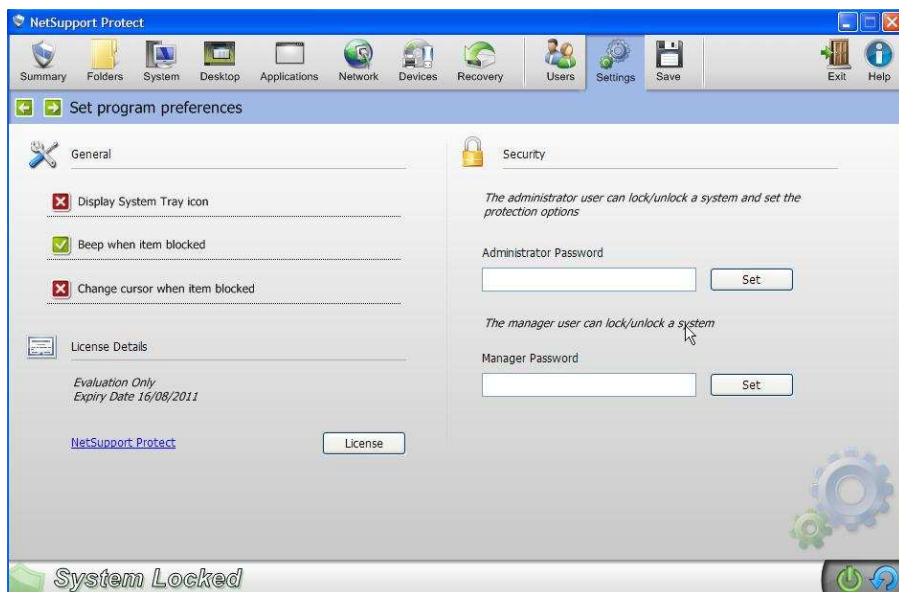 NetSupport Protect
Summary Folders System Desktop Applications Network Devices Recovery Users Settings Save Exit Help
Set program preferences
General
Display System Tray icon
Beep when item blocked
Change cursor when item blocked
License Details
Evaluation Only
Expiry Date 16/08/2011
NetSupport Protect
License
Security
The administrator user can lock/unlock a system and set the
protection options
Administrator Password
Set
The manager user can lock/unlock a system
Manager Password
Set
System Locked